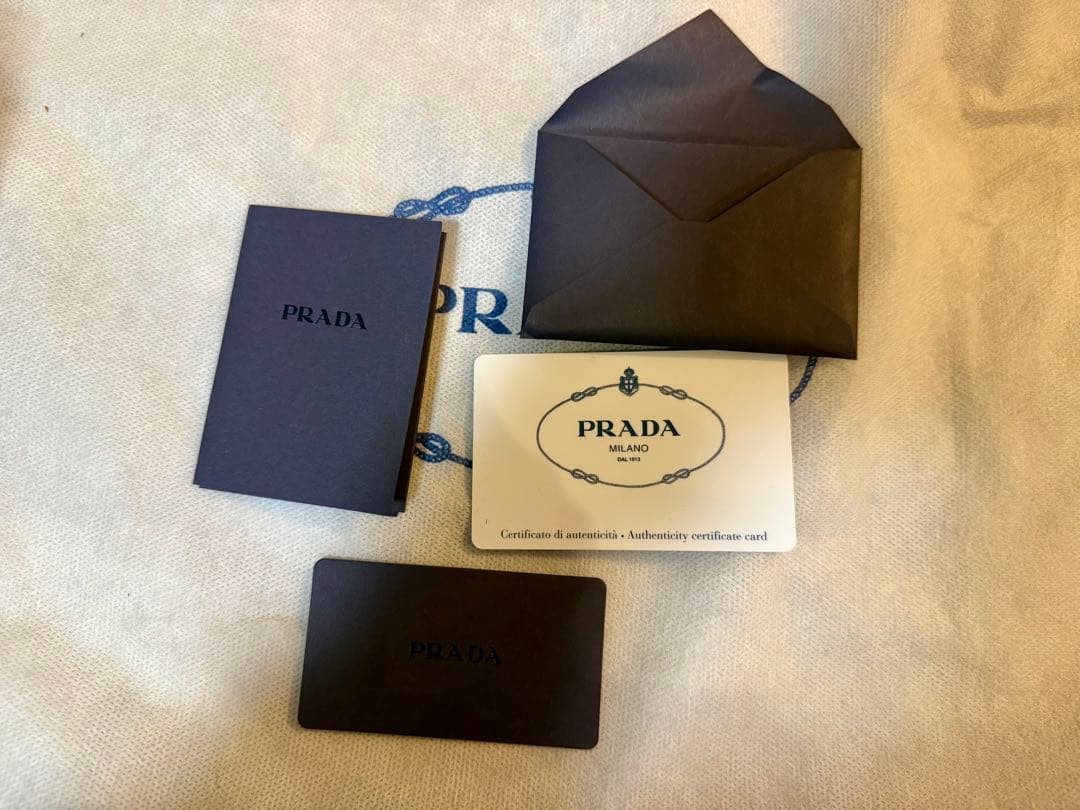 PRADA
PR
PRADA
MILANO
DAL 1913
Certificato di autenticità • Authenticity certificate card
PRADA